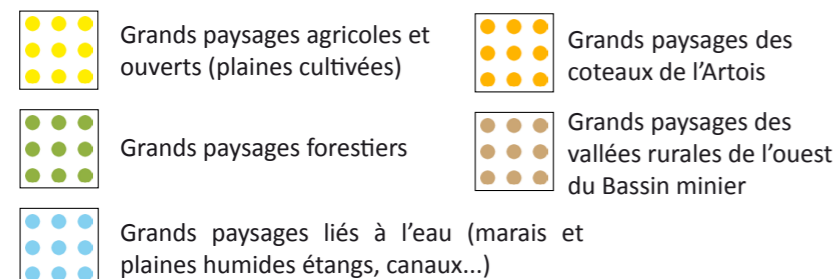 Grands paysages agricoles et
ouverts (plaines cultivées)
Grands paysages forestiers
Grands paysages liés à l'eau (marais et
plaines humides étangs, canaux...)
Grands paysages des
coteaux de l'Artois
Grands paysages des
vallées rurales de l'ouest
du Bassin minier